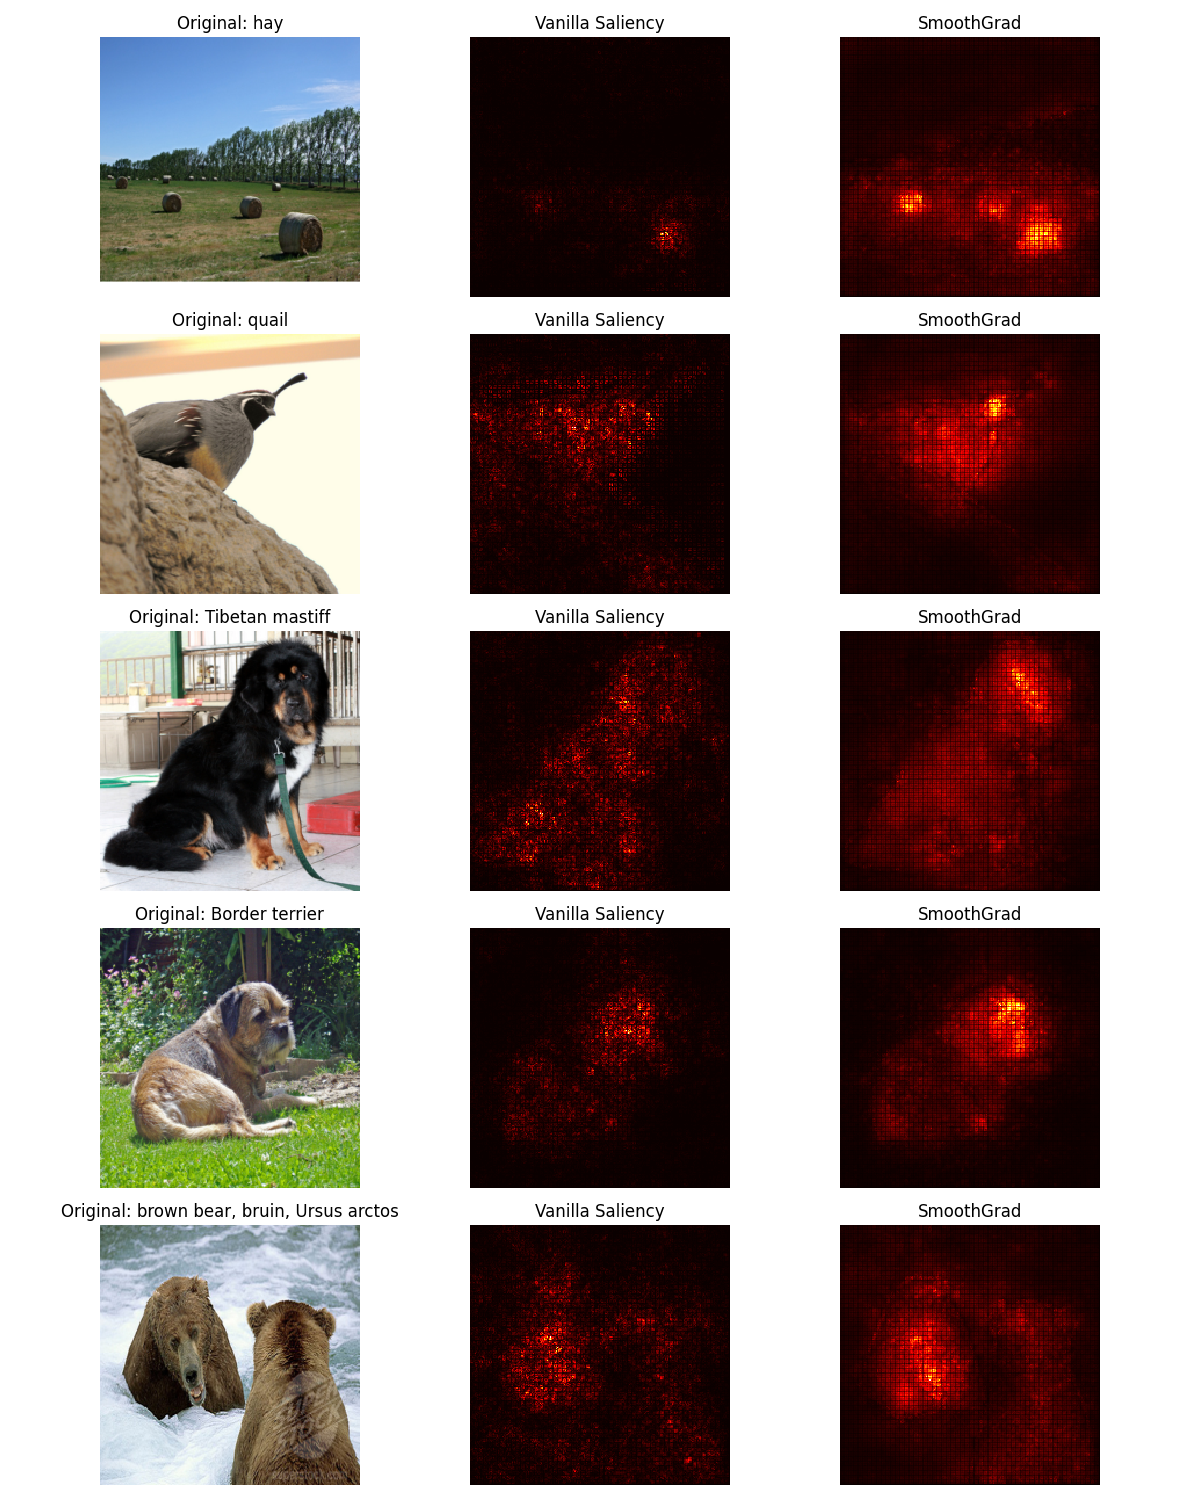 Original: hay
Vanilla Saliency
SmoothGrad
Original: quail
Vanilla Saliency
SmoothGrad
Original: Tibetan mastiff
Vanilla Saliency
SmoothGrad
Original: Border terrier
Vanilla Saliency
SmoothGrad
Original: brown bear, bruin, Ursus arctos
Vanilla Saliency
SmoothGrad